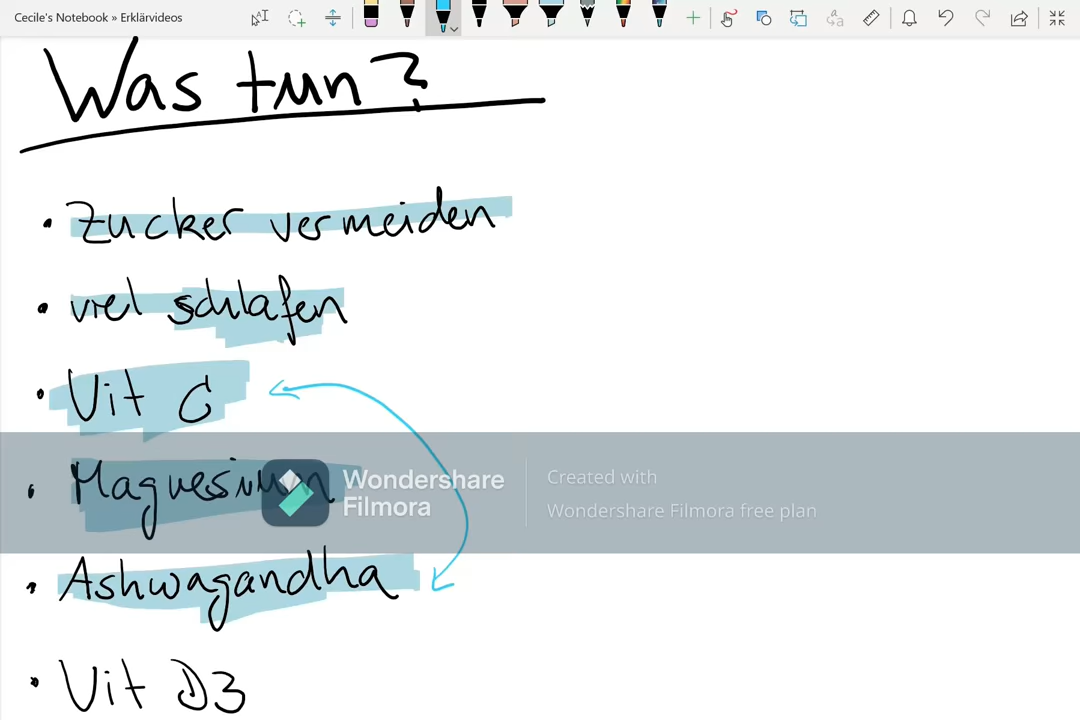 Cecile's Notebook » Erklärvideos
Was tun?
• Zucker vermeiden
• viel schlafen
• Vit C
• Magnesium
Wondershare Filmora
Created with
Wondershare Filmora free plan
• Ashwagandha
• Vit D3